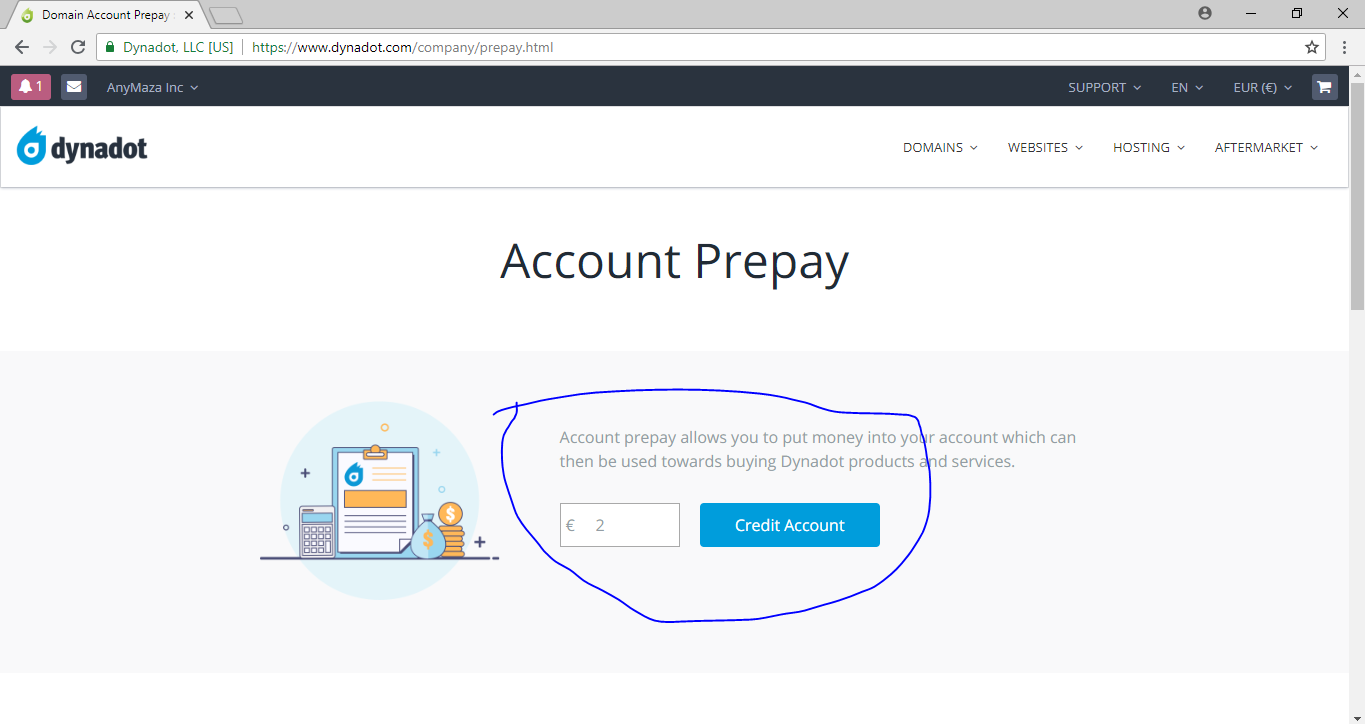 Domain Account Prepay
Dynadot, LLC [US] https://www.dynadot.com/company/prepay.html
1 AnyMaza Inc SUPPORT EN EUR (€)
dynadot DOMAINS WEBSITES HOSTING AFTERMARKET
Account Prepay
Account prepay allows you to put money into your account which can
then be used towards buying Dynadot products and services.
€ 2 Credit Account